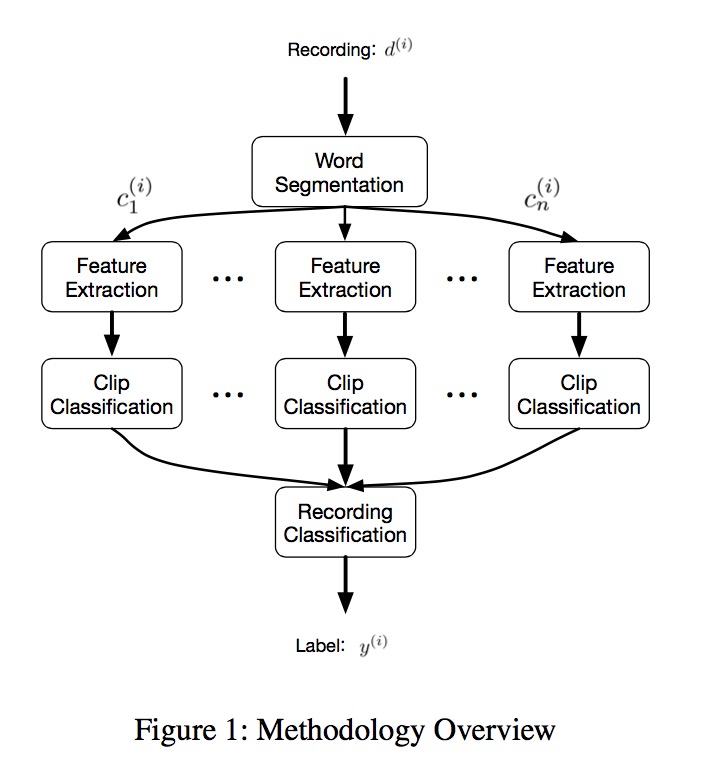 Recording: d^(i)
Word
Segmentation
c_1^(i)
c_n^(i)
Feature
Extraction
...
Feature
Extraction
...
Feature
Extraction
Clip
Classification
...
Clip
Classification
...
Clip
Classification
Recording
Classification
Label: y^(i)
Figure 1: Methodology Overview